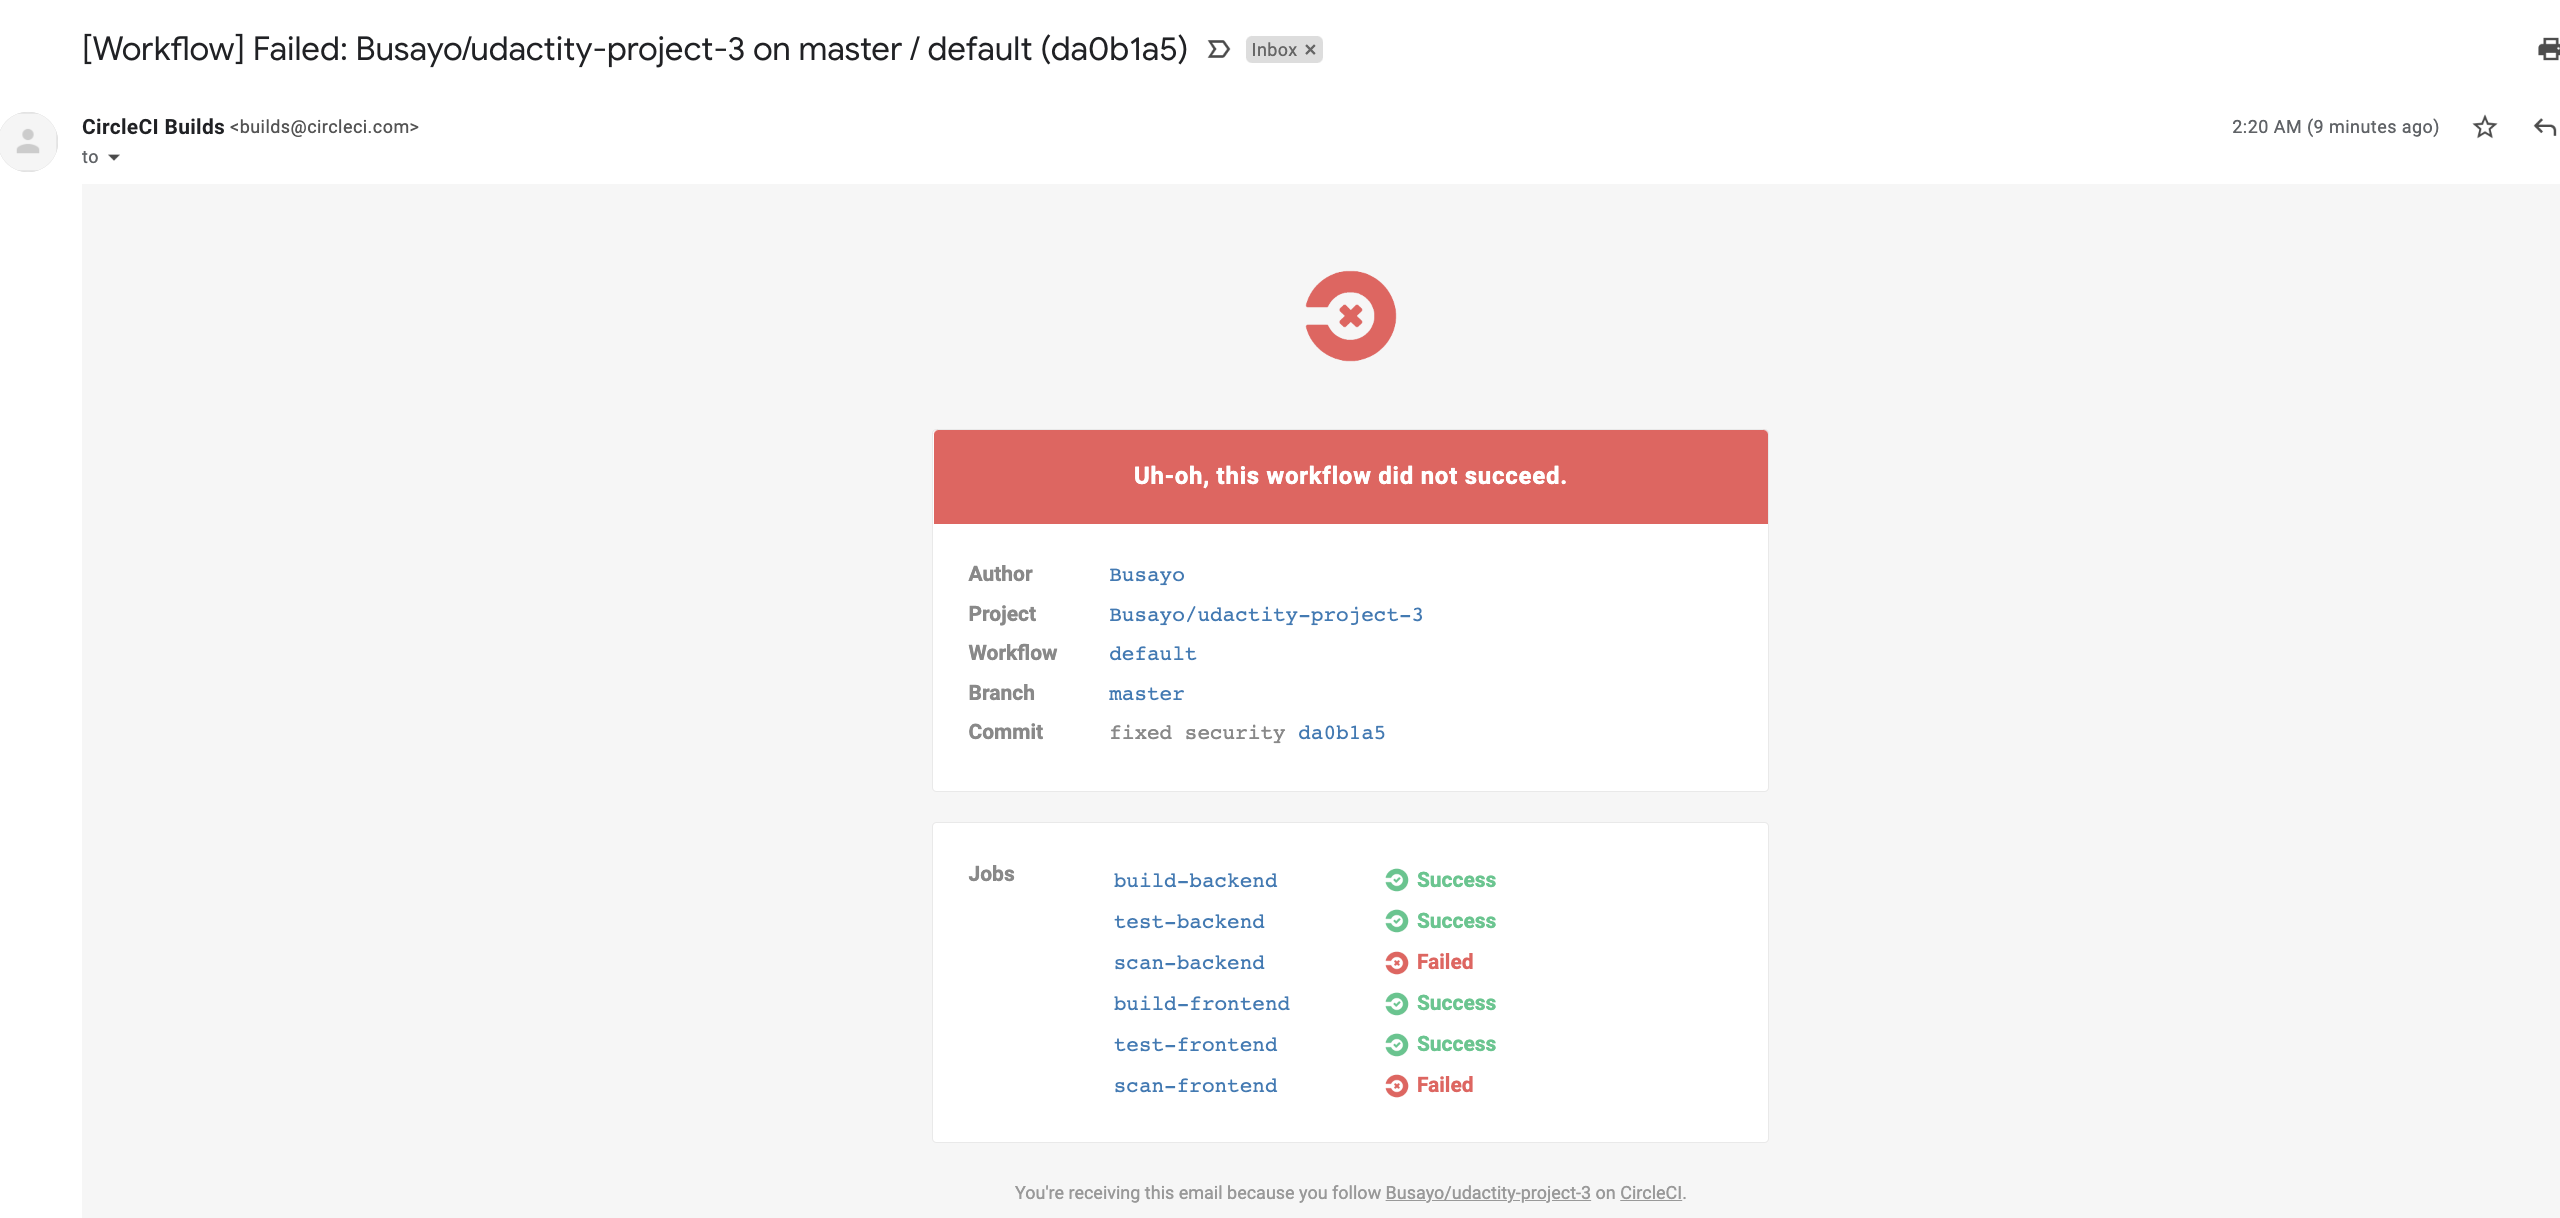 [Workflow] Failed: Busayo/udactity-project-3 on master / default (da0b1a5) Inbox ×
CircleCI Builds <builds@circleci.com> 2:20 AM (9 minutes ago)
to
Uh-oh, this workflow did not succeed.
Author Busayo
Project Busayo/udactity-project-3
Workflow default
Branch master
Commit fixed security da0b1a5
Jobs
build-backend Success
test-backend Success
scan-backend Failed
build-frontend Success
test-frontend Success
scan-frontend Failed
You're receiving this email because you follow Busayo/udactity-project-3 on CircleCI.